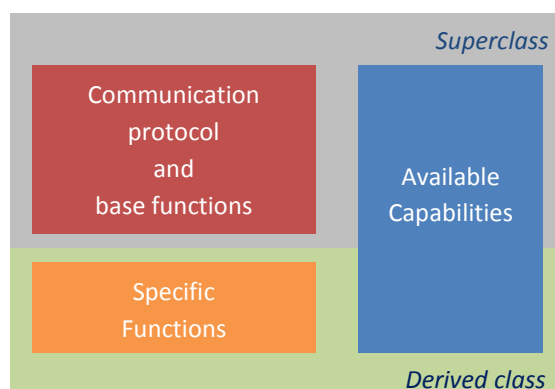 Superclass
Communication
protocol
and
base functions
Available
Capabilities
Specific
Functions
Derived class